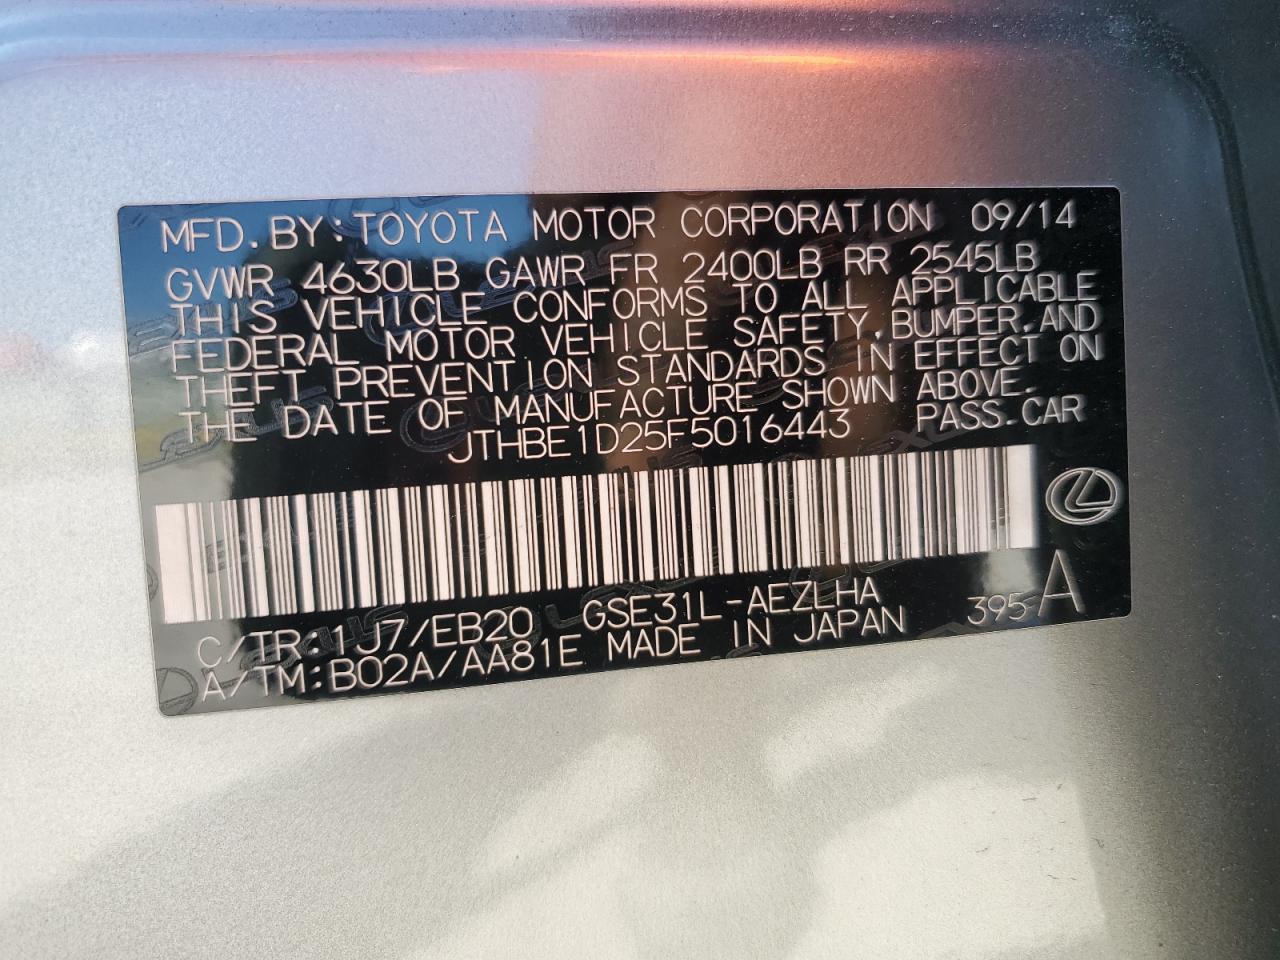 MFD.BY:TOYOTA MOTOR CORPORATION 09/14
GVWR 4630LB GAWR FR 2400LB RR 2545LB
THIS VEHICLE CONFORMS TO ALL APPLICABLE
FEDERAL MOTOR VEHICLE SAFETY,BUMPER,AND
THEFT PREVENTION STANDARDS IN EFFECT ON
THE DATE OF MANUFACTURE SHOWN ABOVE.
JTHBE1D25F5016443 PASS.CAR
C/TR:1J7/EB20 GSE31L-AEZLHA 395-A
A/TM:B02A/AA81E MADE IN JAPAN